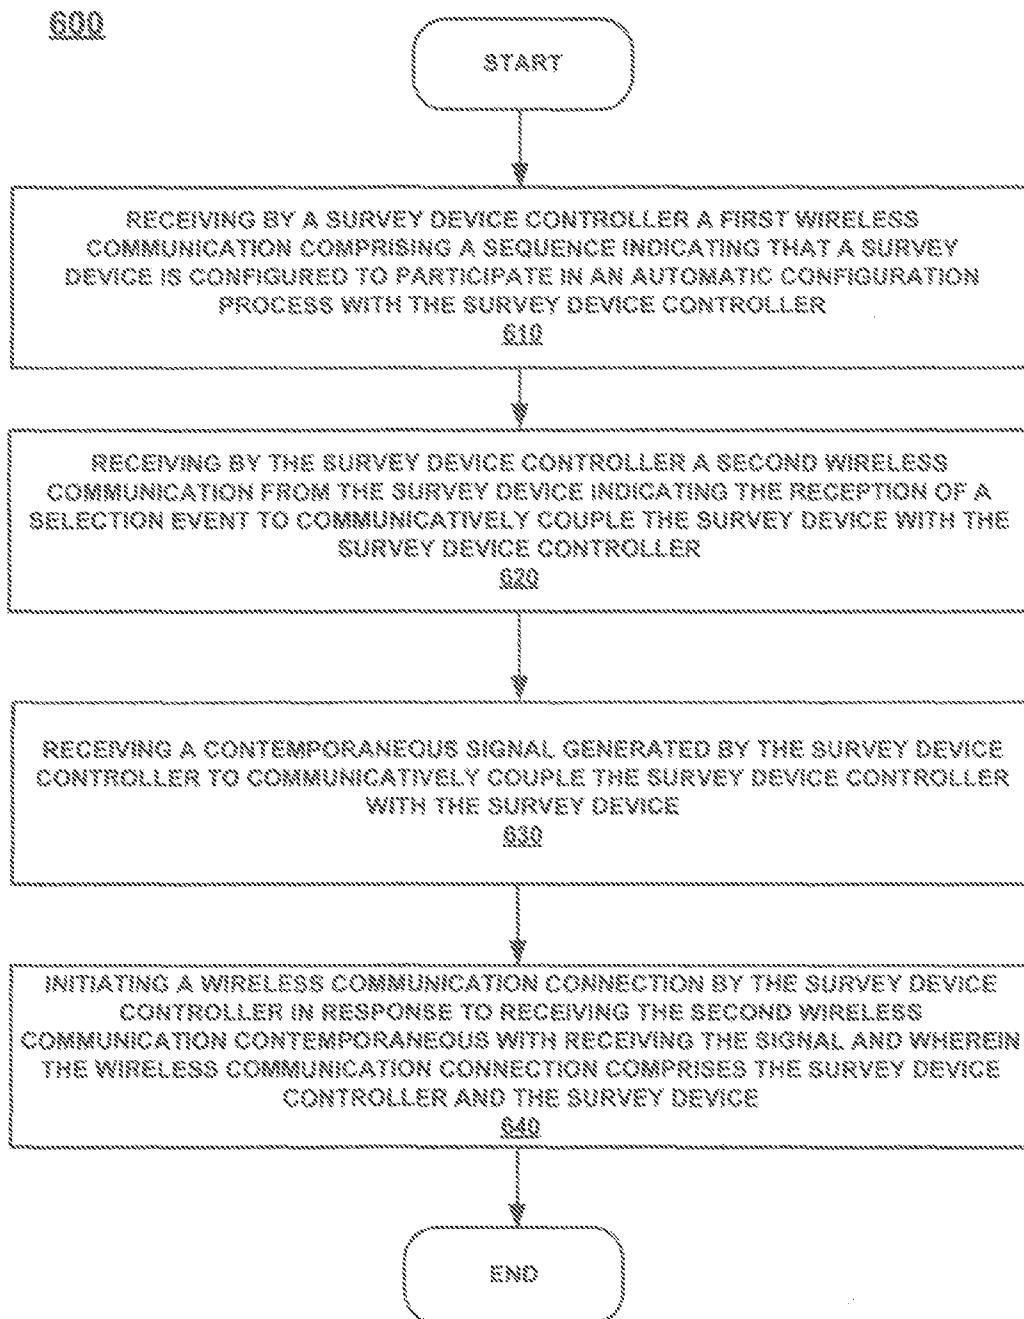 600
START
RECEIVING BY A SURVEY DEVICE CONTROLLER A FIRST WIRELESS
COMMUNICATION COMPRISING A SEQUENCE INDICATING THAT A SURVEY
DEVICE IS CONFIGURED TO PARTICIPATE IN AN AUTOMATIC CONFIGURATION
PROCESS WITH THE SURVEY DEVICE CONTROLLER
610
RECEIVING BY THE SURVEY DEVICE CONTROLLER A SECOND WIRELESS
COMMUNICATION FROM THE SURVEY DEVICE INDICATING THE RECEPTION OF A
SELECTION EVENT TO COMMUNICATIVELY COUPLE THE SURVEY DEVICE WITH THE
SURVEY DEVICE CONTROLLER
620
RECEIVING A CONTEMPORANEOUS SIGNAL GENERATED BY THE SURVEY DEVICE
CONTROLLER TO COMMUNICATIVELY COUPLE THE SURVEY DEVICE CONTROLLER
WITH THE SURVEY DEVICE
630
INITIATING A WIRELESS COMMUNICATION CONNECTION BY THE SURVEY DEVICE
CONTROLLER IN RESPONSE TO RECEIVING THE SECOND WIRELESS
COMMUNICATION CONTEMPORANEOUS WITH RECEIVING THE SIGNAL AND WHEREIN
THE WIRELESS COMMUNICATION CONNECTION COMPRISES THE SURVEY DEVICE
CONTROLLER AND THE SURVEY DEVICE
640
END